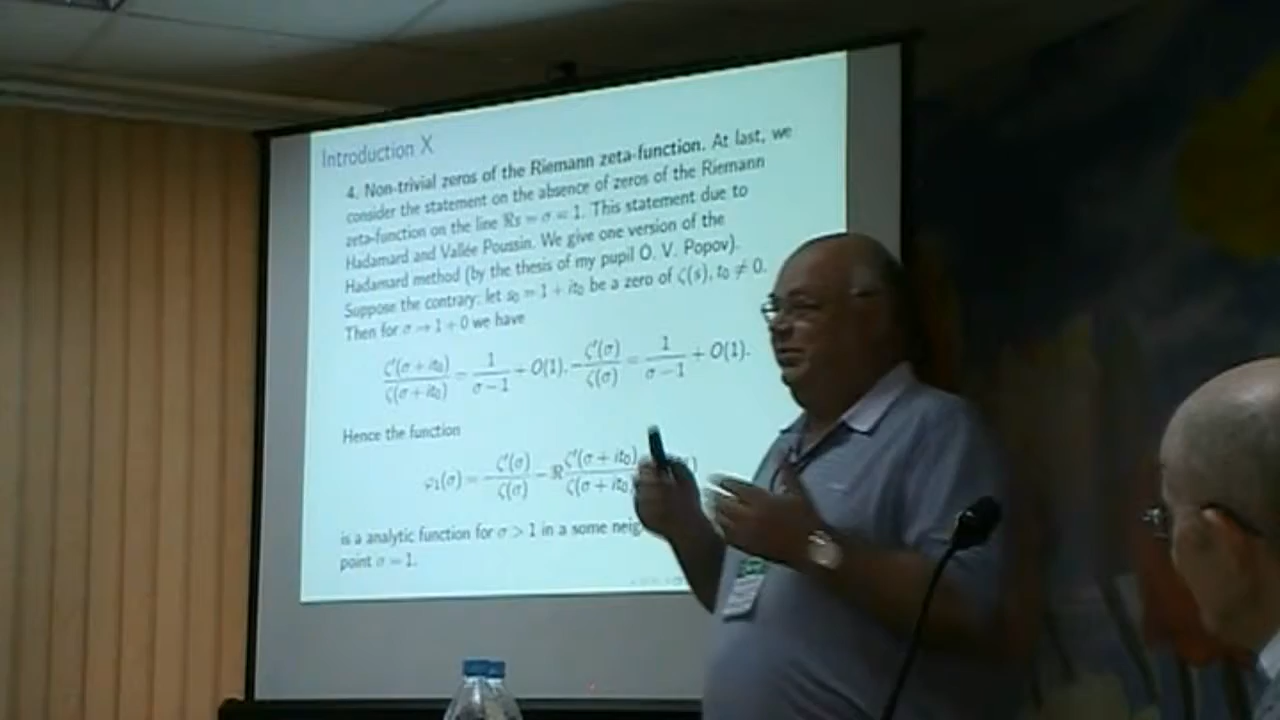 Introduction X
4. Non-trivial zeros of the Riemann zeta-function. At last, we
consider the statement on the absence of zeros of the Riemann
zeta-function on the line ℜs = σ = 1. This statement due to
Hadamard and Vallée Poussin. We give one version of the
Hadamard method (by the thesis of my pupil O. V. Popov).
Suppose the contrary: let s₀ = 1 + it₀ be a zero of ζ(s), t₀ ≠ 0.
Then for σ → 1 + 0 we have
ζ′(σ + it₀)/ζ(σ + it₀) = 1/(σ − 1) + O(1), −ζ′(σ)/ζ(σ) = 1/(σ − 1) + O(1).
Hence the function
φ₁(σ) = −ζ′(σ)/ζ(σ) − ℜ ζ′(σ + it₀)/ζ(σ + it₀)
is a analytic function for σ > 1 in a some neig
point σ = 1.